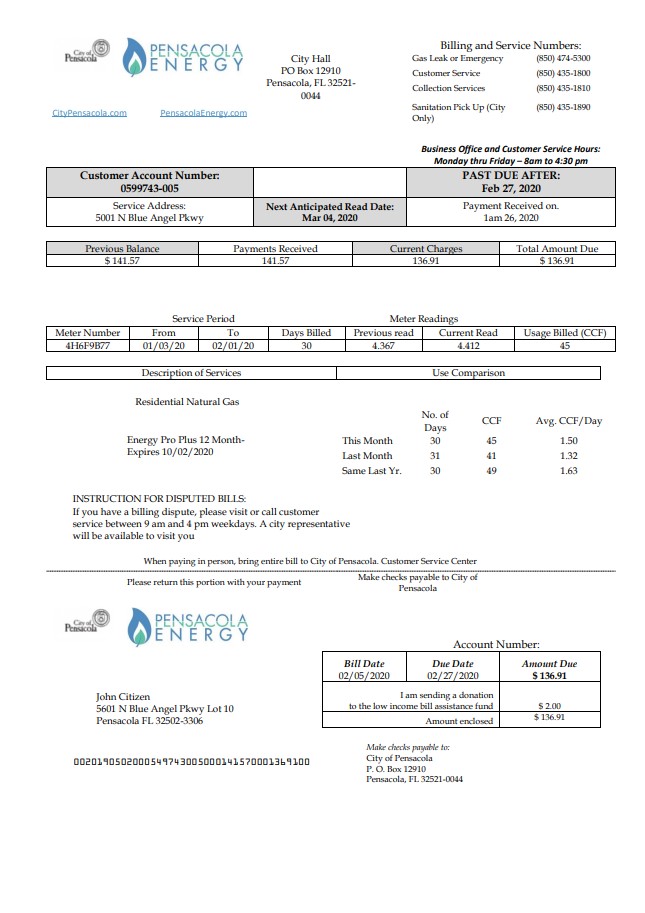 City of
Pensacola
PENSACOLA
ENERGY
City Hall
PO Box 12910
Pensacola, FL 32521-
0044
CityPensacola.com
PensacolaEnergy.com
Billing and Service Numbers:
Gas Leak or Emergency (850) 474-5300
Customer Service (850) 435-1800
Collection Services (850) 435-1810
Sanitation Pick Up (City (850) 435-1890
Only)
Business Office and Customer Service Hours:
Monday thru Friday – 8am to 4:30 pm
Customer Account Number:
0599743-005
PAST DUE AFTER:
Feb 27, 2020
Service Address:
5001 N Blue Angel Pkwy
Next Anticipated Read Date:
Mar 04, 2020
Payment Received on.
1am 26, 2020
Previous Balance Payments Received Current Charges Total Amount Due
$ 141.57 141.57 136.91 $ 136.91
Service Period Meter Readings
Meter Number From To Days Billed Previous read Current Read Usage Billed (CCF)
4H6F9B77 01/03/20 02/01/20 30 4.367 4.412 45
Description of Services Use Comparison
Residential Natural Gas
Energy Pro Plus 12 Month-
Expires 10/02/2020
No. of
Days CCF Avg. CCF/Day
This Month 30 45 1.50
Last Month 31 41 1.32
Same Last Yr. 30 49 1.63
INSTRUCTION FOR DISPUTED BILLS:
If you have a billing dispute, please visit or call customer
service between 9 am and 4 pm weekdays. A city representative
will be available to visit you
When paying in person, bring entire bill to City of Pensacola. Customer Service Center
Please return this portion with your payment
Make checks payable to City of
Pensacola
City of
Pensacola
PENSACOLA
ENERGY
Account Number:
Bill Date Due Date Amount Due
02/05/2020 02/27/2020 $ 136.91
I am sending a donation
to the low income bill assistance fund $ 2.00
Amount enclosed $ 136.91
John Citizen
5601 N Blue Angel Pkwy Lot 10
Pensacola FL 32502-3306
00201905020005497430050001415700013691​00
Make checks payable to:
City of Pensacola
P. O. Box 12910
Pensacola, FL 32521-0044